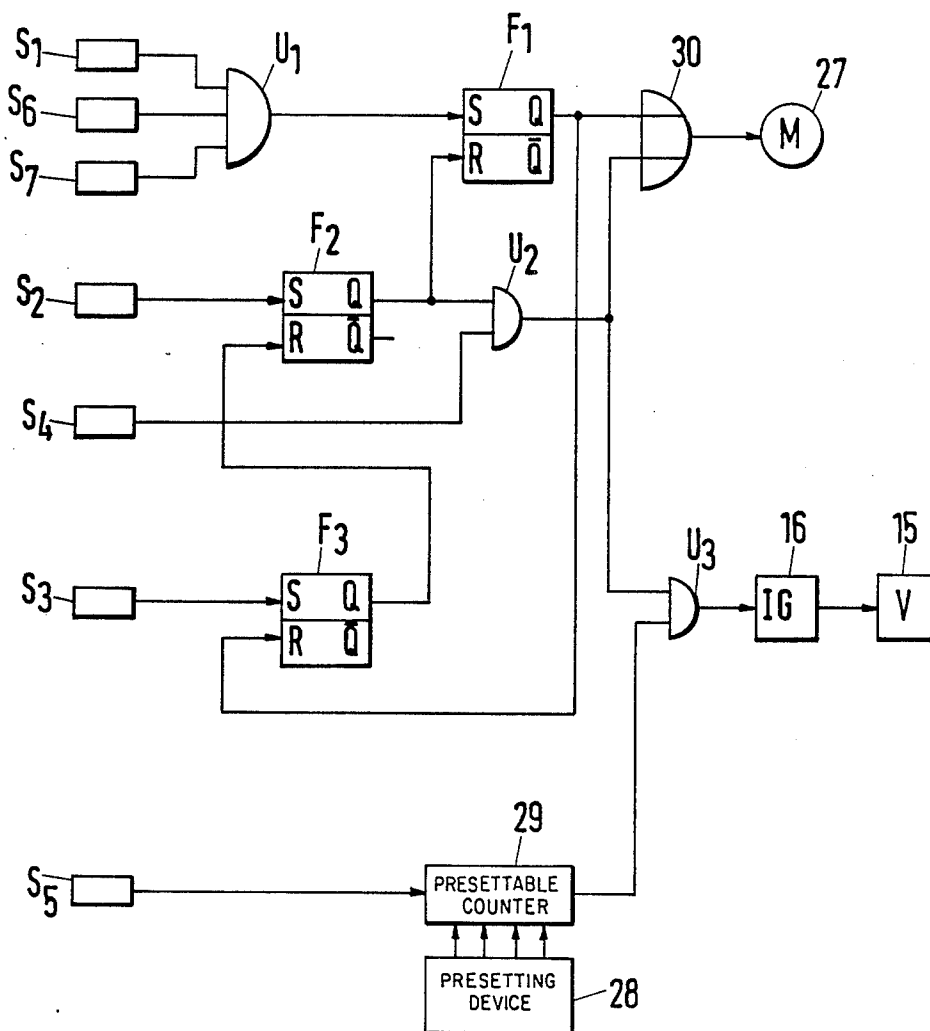 S1
U1
F1
30
27
S6
S Q
M
R Q̅
S7
F2
U2
S2
S Q
R Q̅
S4
F3
U3
16
15
S3
S Q
IG
V
R Q̅
29
S5
PRESETTABLE
COUNTER
PRESETTING
DEVICE
28